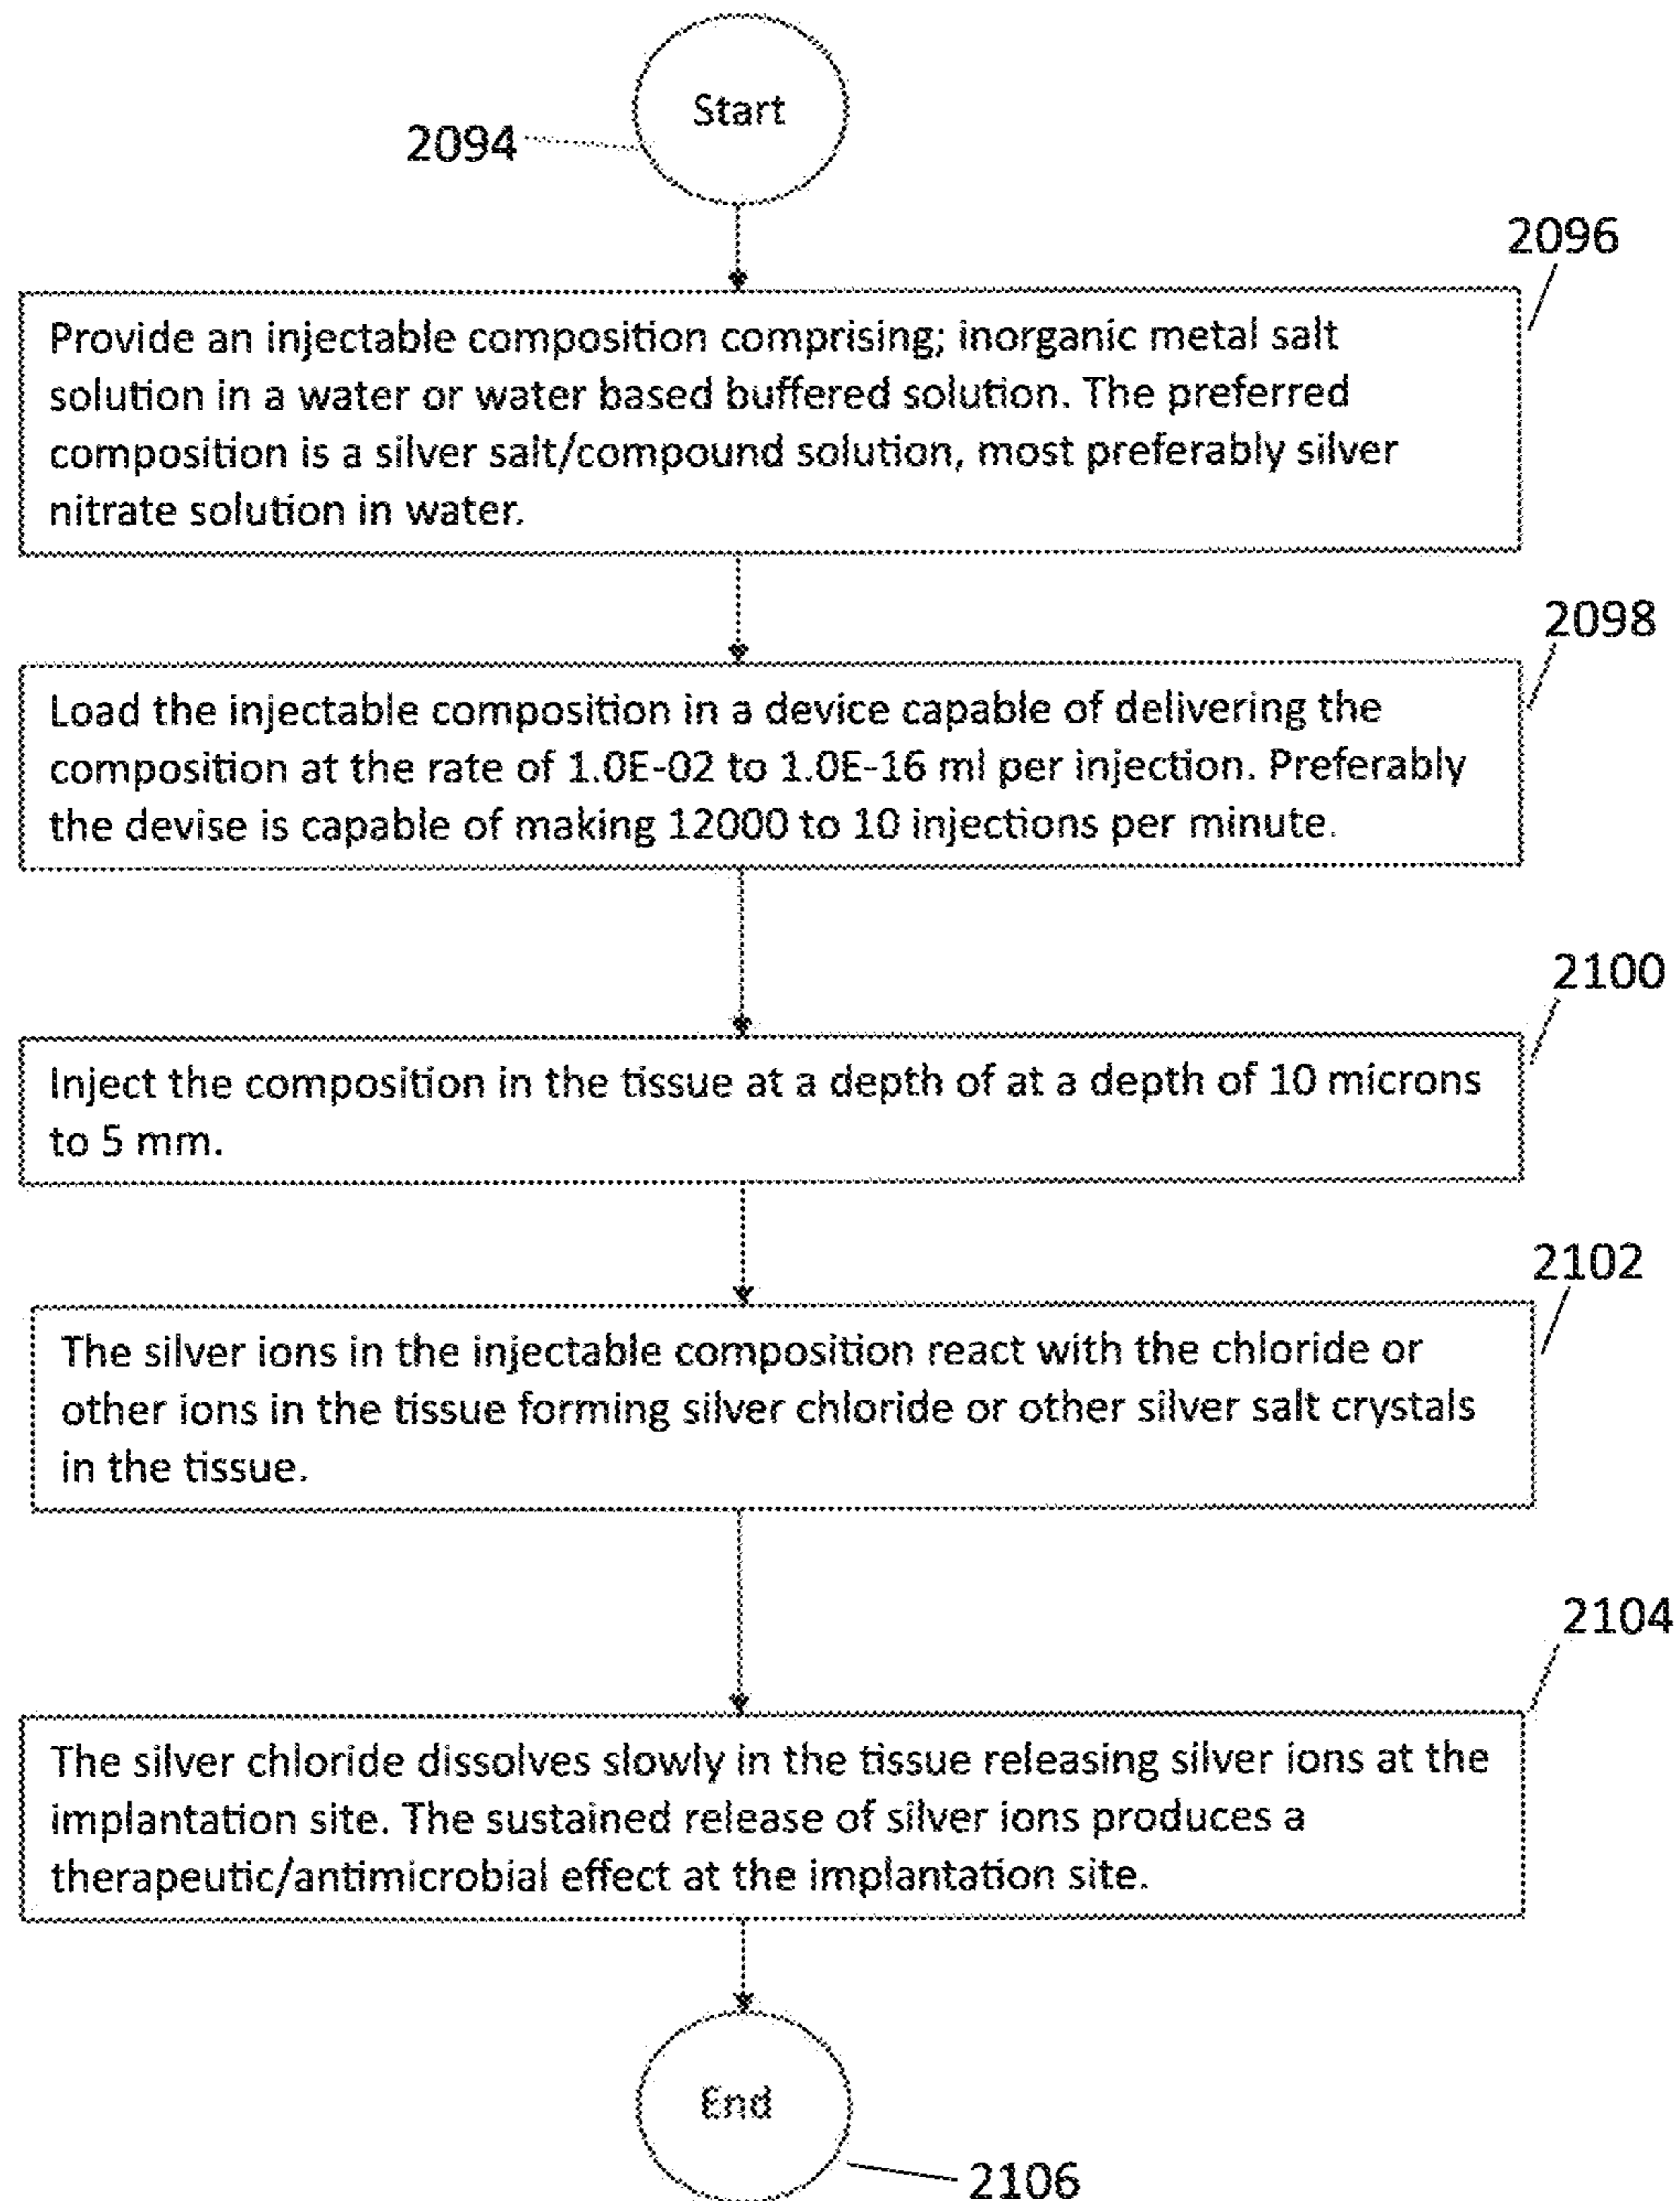 Start
2094
2096
Provide an injectable composition comprising; inorganic metal salt
solution in a water or water based buffered solution. The preferred
composition is a silver salt/compound solution, most preferably silver
nitrate solution in water.
2098
Load the injectable composition in a device capable of delivering the
composition at the rate of 1.0E-02 to 1.0E-16 ml per injection. Preferably
the devise is capable of making 12000 to 10 injections per minute.
2100
Inject the composition in the tissue at a depth of at a depth of 10 microns
to 5 mm.
2102
The silver ions in the injectable composition react with the chloride or
other ions in the tissue forming silver chloride or other silver salt crystals
in the tissue.
2104
The silver chloride dissolves slowly in the tissue releasing silver ions at the
implantation site. The sustained release of silver ions produces a
therapeutic/antimicrobial effect at the implantation site.
End
2106